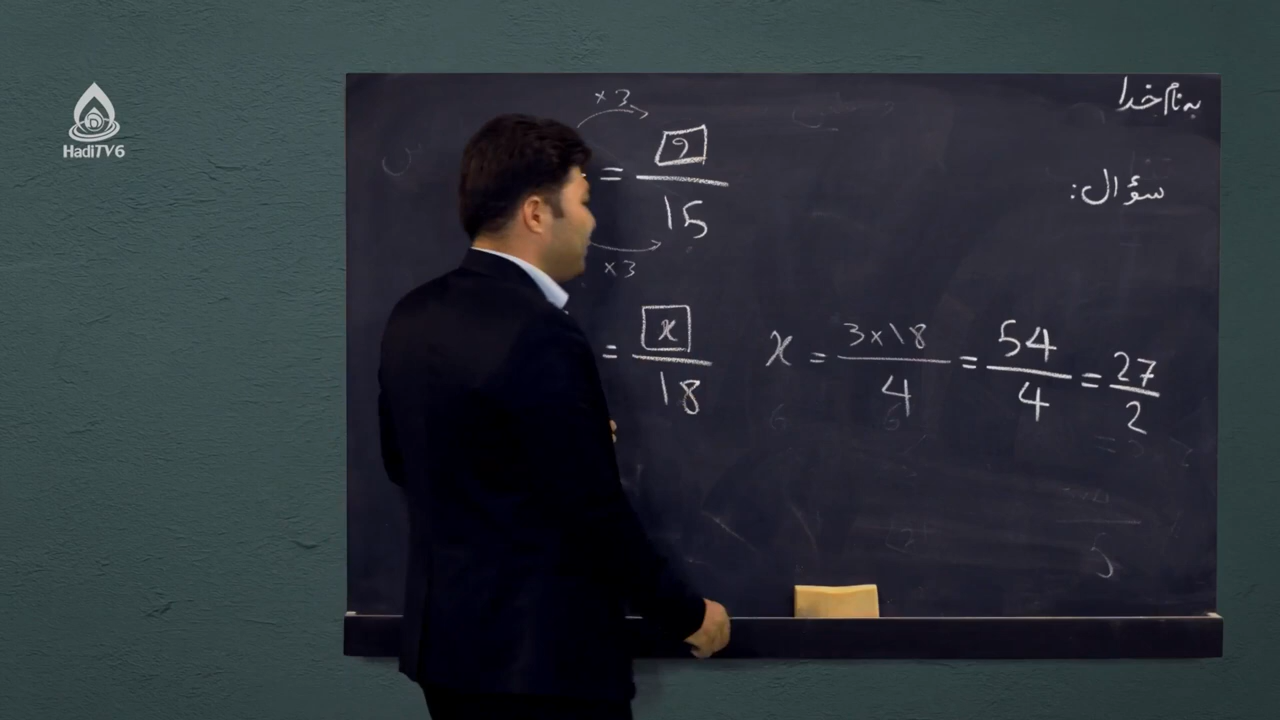 HadiTV6
به نام خدا
سؤال:
×3
= 9/15
×3
= x/18
x = 3×18/4 = 54/4 = 27/2